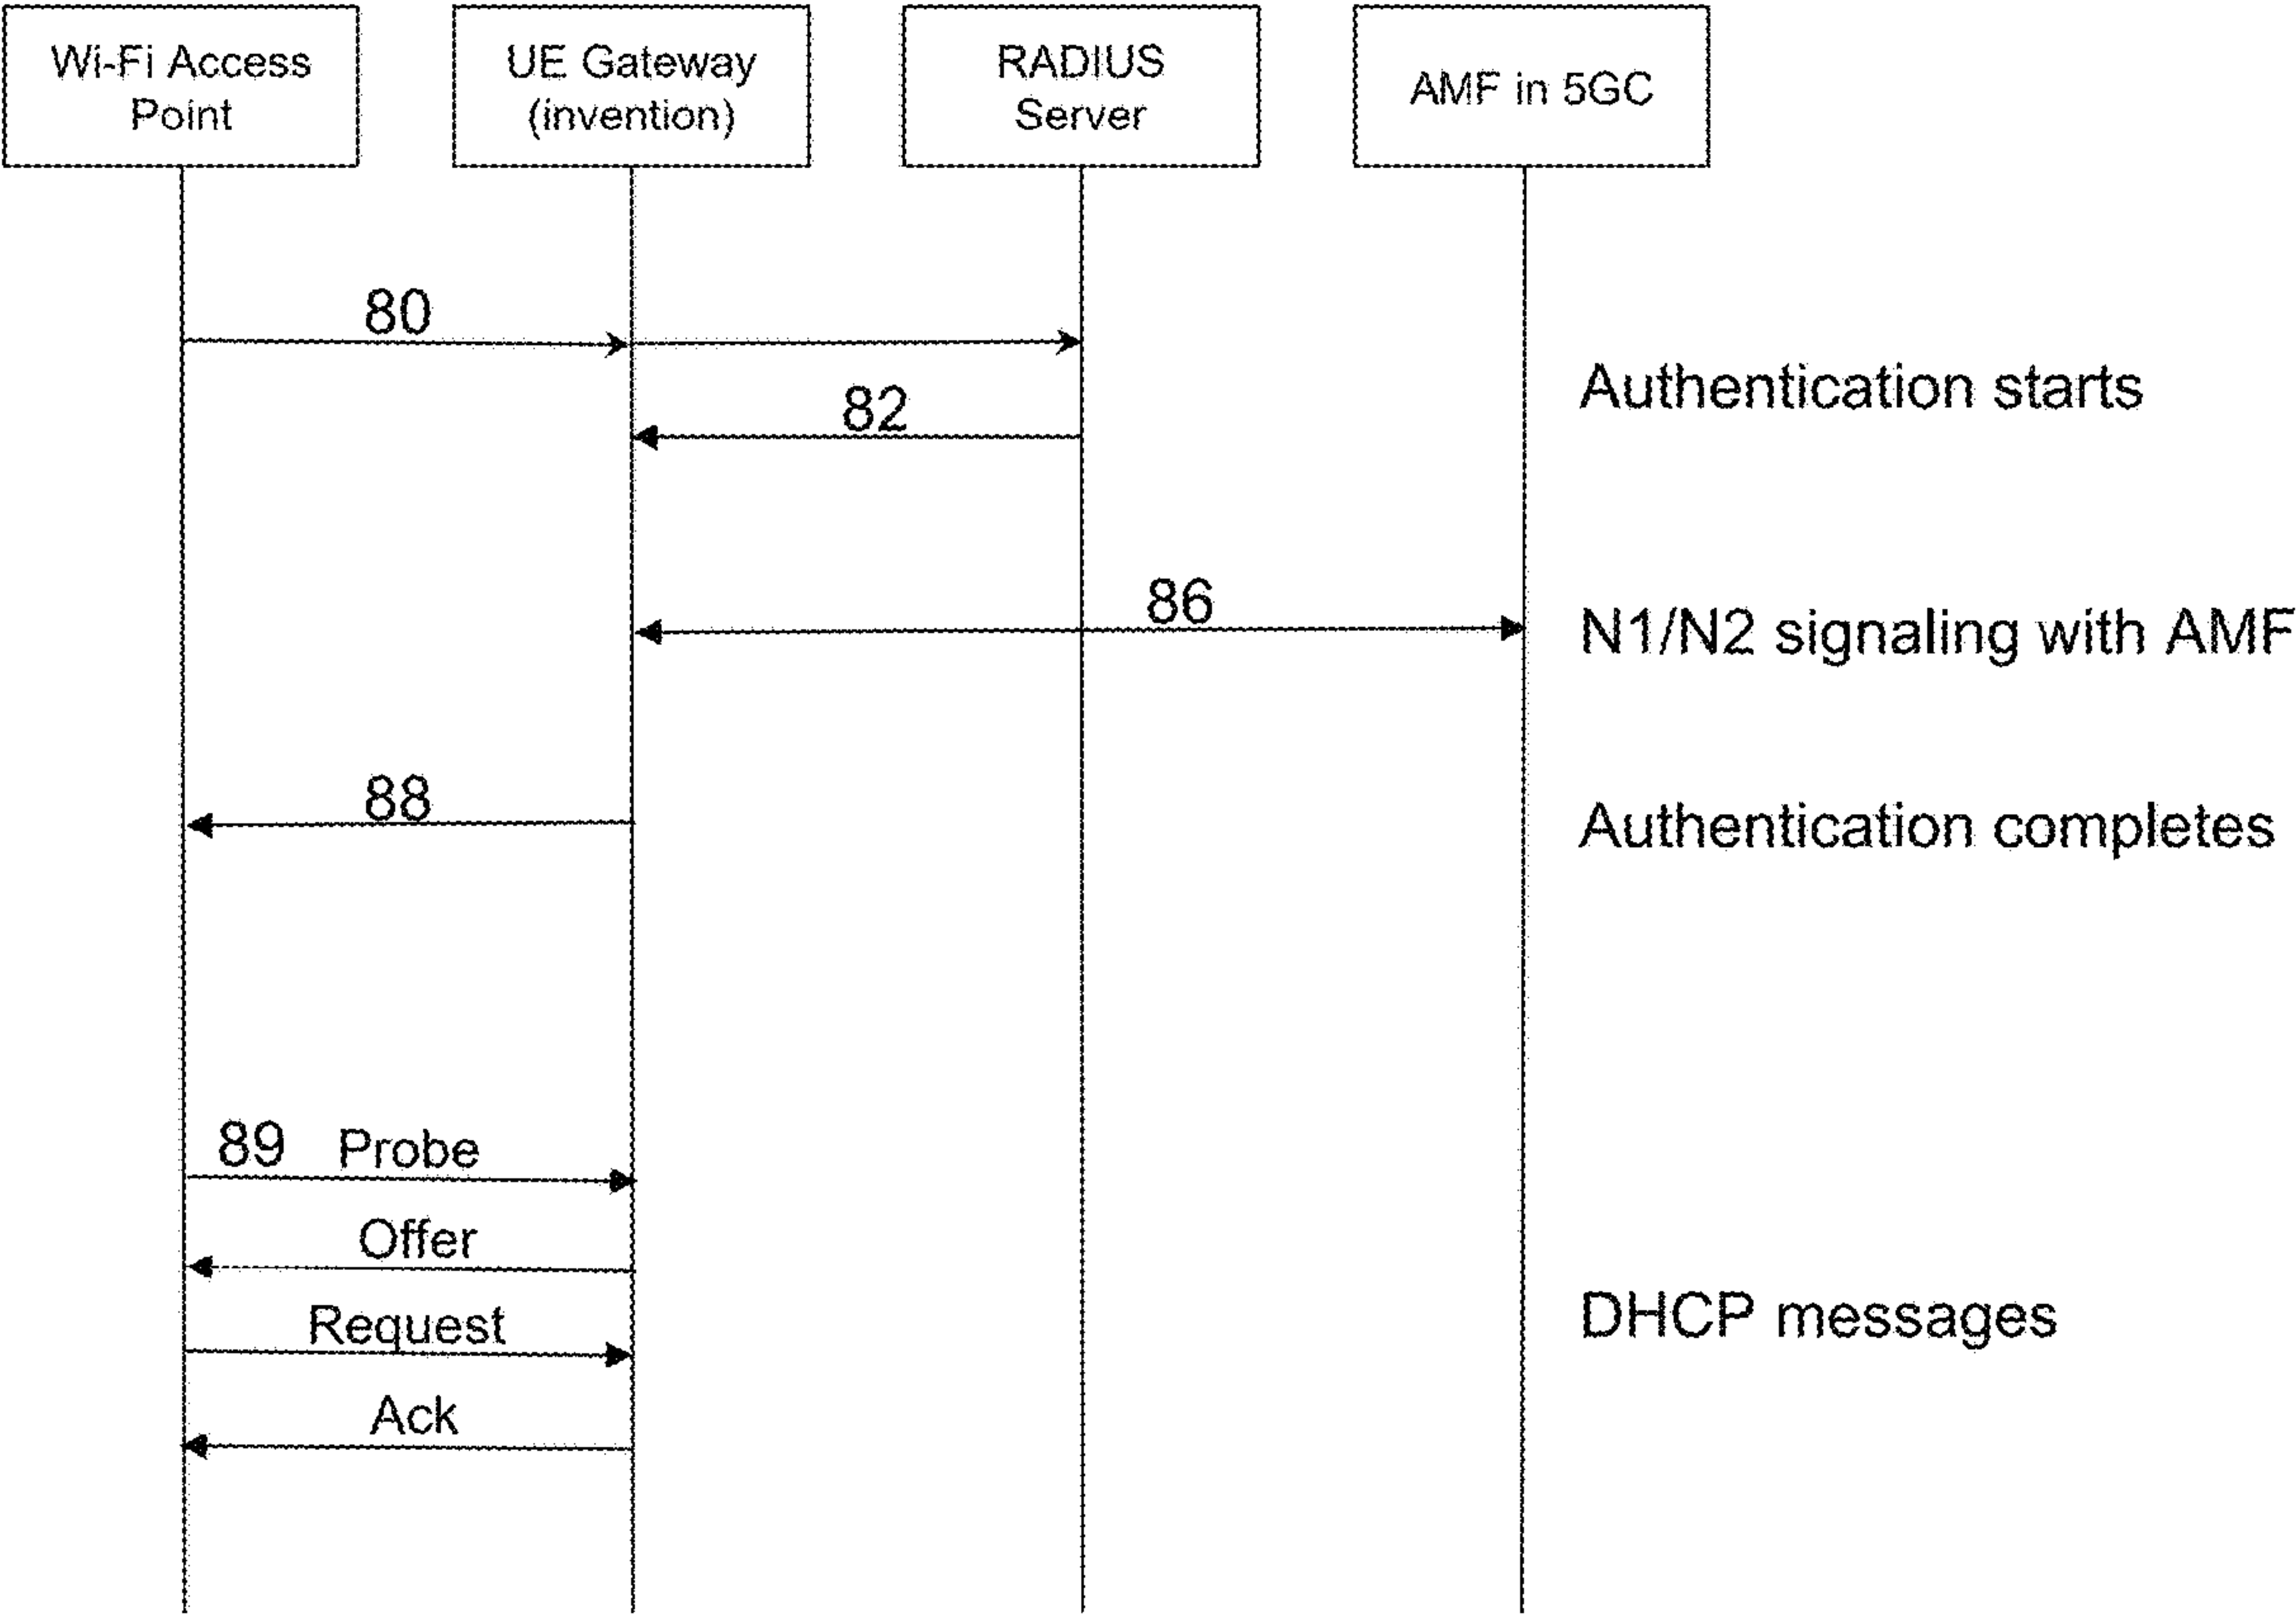 Wi-Fi Access
Point
UE Gateway
(invention)
RADIUS
Server
AMF in 5GC
80
82
Authentication starts
86
N1/N2 signaling with AMF
88
Authentication completes
89 Probe
Offer
Request
DHCP messages
Ack